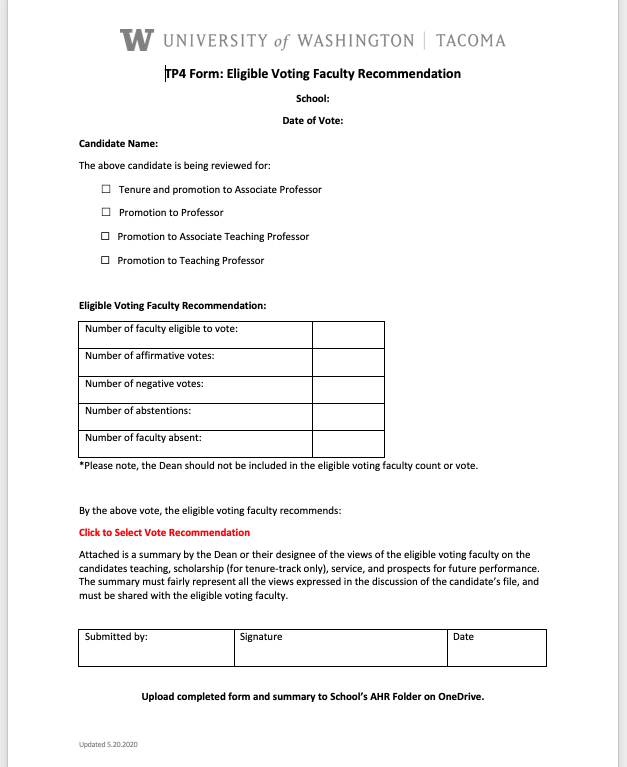 W UNIVERSITY of WASHINGTON | TACOMA
TP4 Form: Eligible Voting Faculty Recommendation
School:
Date of Vote:
Candidate Name:
The above candidate is being reviewed for:
☐ Tenure and promotion to Associate Professor
☐ Promotion to Professor
☐ Promotion to Associate Teaching Professor
☐ Promotion to Teaching Professor
Eligible Voting Faculty Recommendation:
Number of faculty eligible to vote:
Number of affirmative votes:
Number of negative votes:
Number of abstentions:
Number of faculty absent:
*Please note, the Dean should not be included in the eligible voting faculty count or vote.
By the above vote, the eligible voting faculty recommends:
Click to Select Vote Recommendation
Attached is a summary by the Dean or their designee of the views of the eligible voting faculty on the
candidates teaching, scholarship (for tenure-track only), service, and prospects for future performance.
The summary must fairly represent all the views expressed in the discussion of the candidate's file, and
must be shared with the eligible voting faculty.
Submitted by: Signature Date
Upload completed form and summary to School's AHR Folder on OneDrive.
Updated 5.20.2020